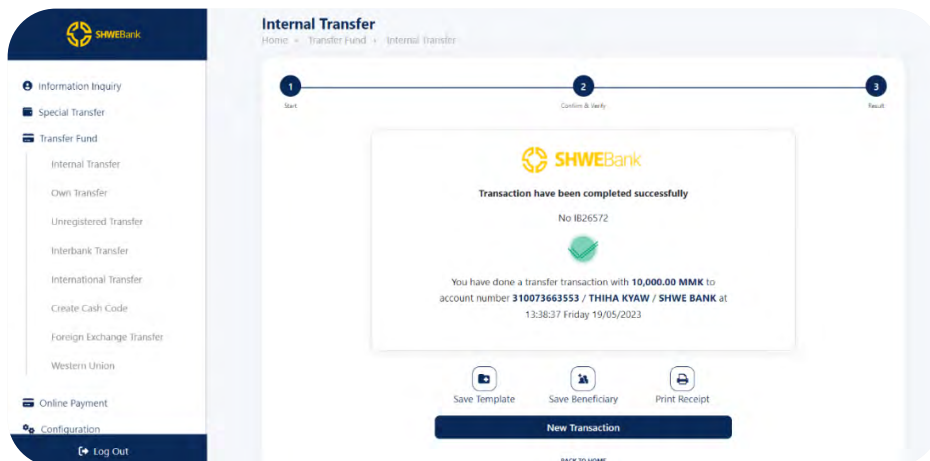 SHWEBank
Information Inquiry
Special Transfer
Transfer Fund
Internal Transfer
Own Transfer
Unregistered Transfer
Interbank Transfer
International Transfer
Create Cash Code
Foreign Exchange Transfer
Western Union
Online Payment
Configuration
Log Out
Internal Transfer
Home Transfer Fund Internal Transfer
1 2 3
Start Confirm & Verify Result
SHWEBank
Transaction have been completed successfully
No IB26572
You have done a transfer transaction with 10,000.00 MMK to
account number 310073663553 / THIHA KYAW / SHWE BANK at
13:38:37 Friday 19/05/2023
Save Template Save Beneficiary Print Receipt
New Transaction
BACK TO HOME